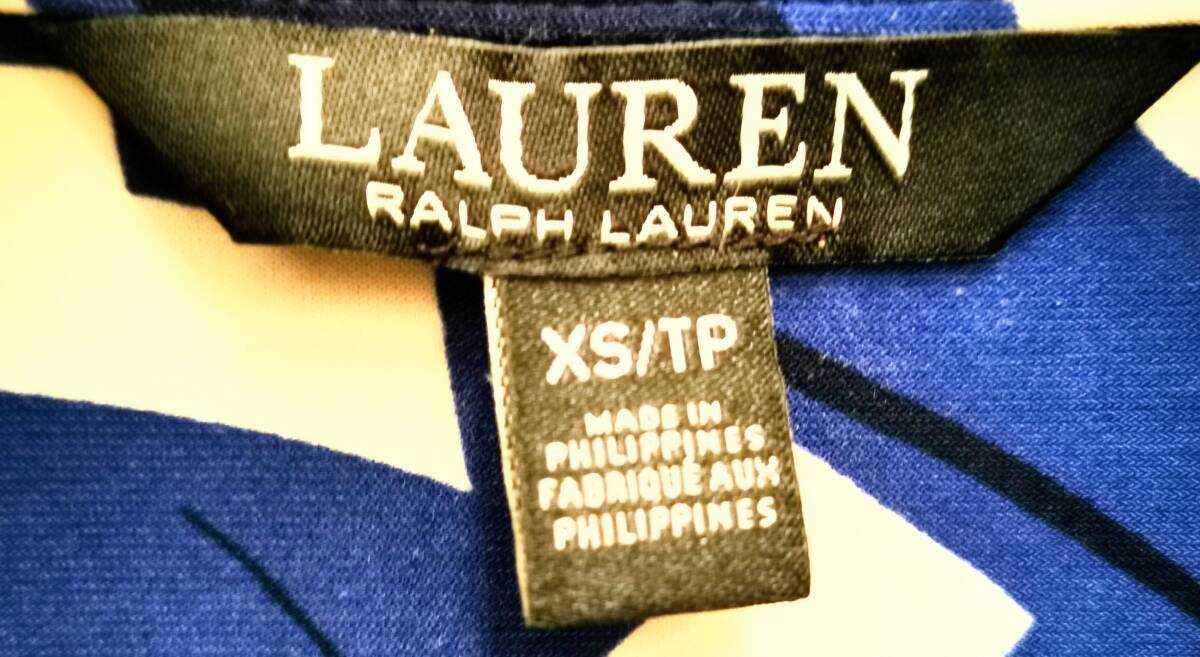 LAUREN
RALPH LAUREN
XS/TP
MADE IN
PHILIPPINES
FABRIQUÉ AUX
PHILIPPINES